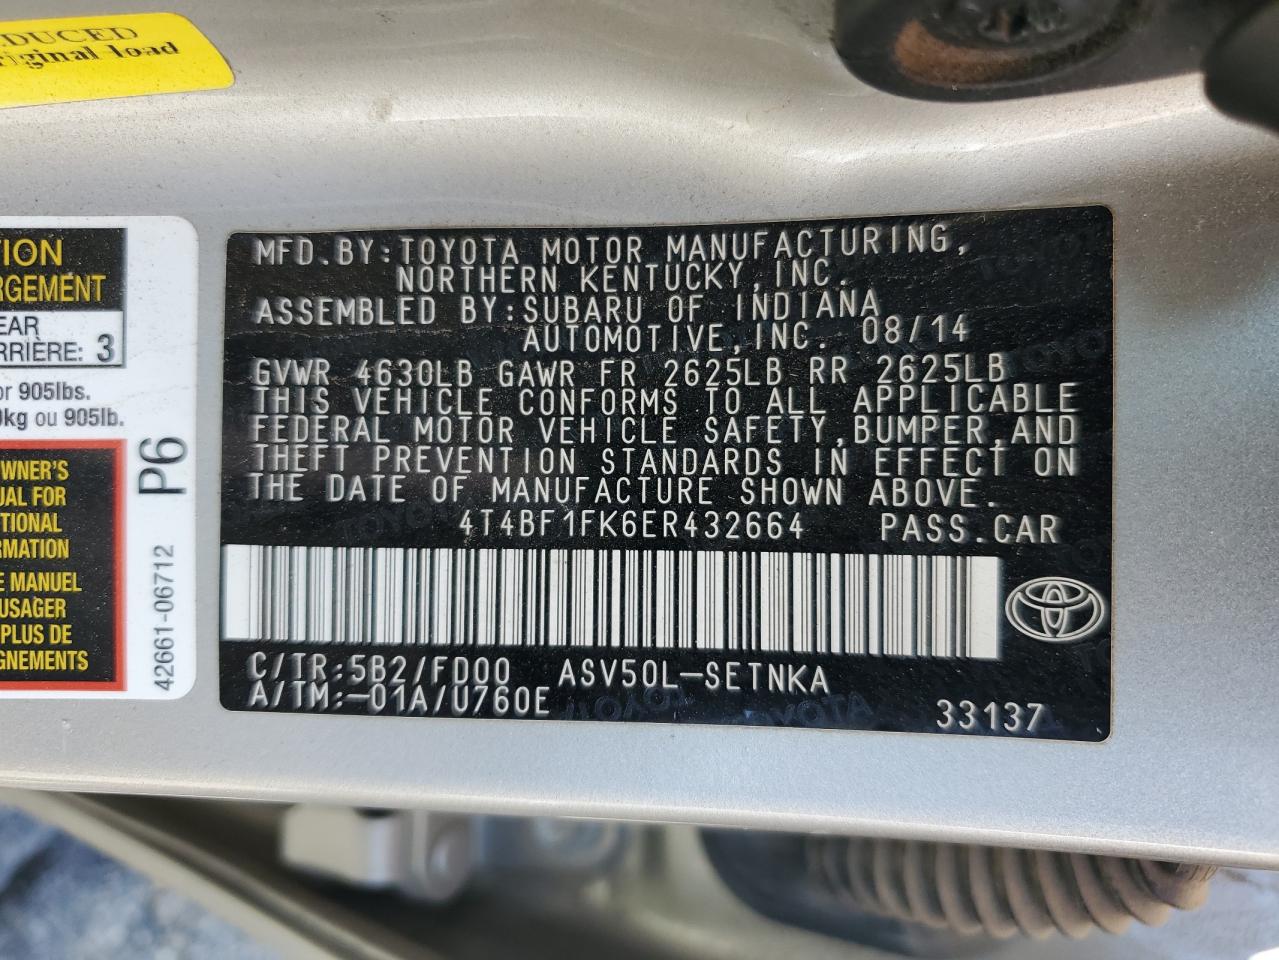 DUCED
riginal load
TION
RGEMENT
EAR
RRIÈRE: 3
or 905lbs.
kg ou 905lb.
WNER'S
UAL FOR
TIONAL
RMATION
E MANUEL
USAGER
PLUS DE
GNEMENTS
P6
42661-06712
MFD.BY:TOYOTA MOTOR MANUFACTURING,
NORTHERN KENTUCKY,INC.
ASSEMBLED BY:SUBARU OF INDIANA
AUTOMOTIVE,INC. 08/14
GVWR 4630LB GAWR FR 2625LB RR 2625LB
THIS VEHICLE CONFORMS TO ALL APPLICABLE
FEDERAL MOTOR VEHICLE SAFETY,BUMPER,AND
THEFT PREVENTION STANDARDS IN EFFECT ON
THE DATE OF MANUFACTURE SHOWN ABOVE.
4T4BF1FK6ER432664 PASS.CAR
C/TR:5B2/FD00 ASV50L-SETNKA
A/TM:-01A/U760E
33137